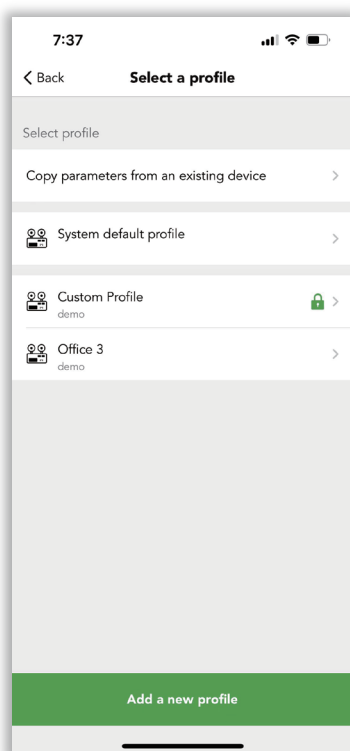 7:37
Back
Select a profile
Select profile
Copy parameters from an existing device
System default profile
Custom Profile
demo
Office 3
demo
Add a new profile